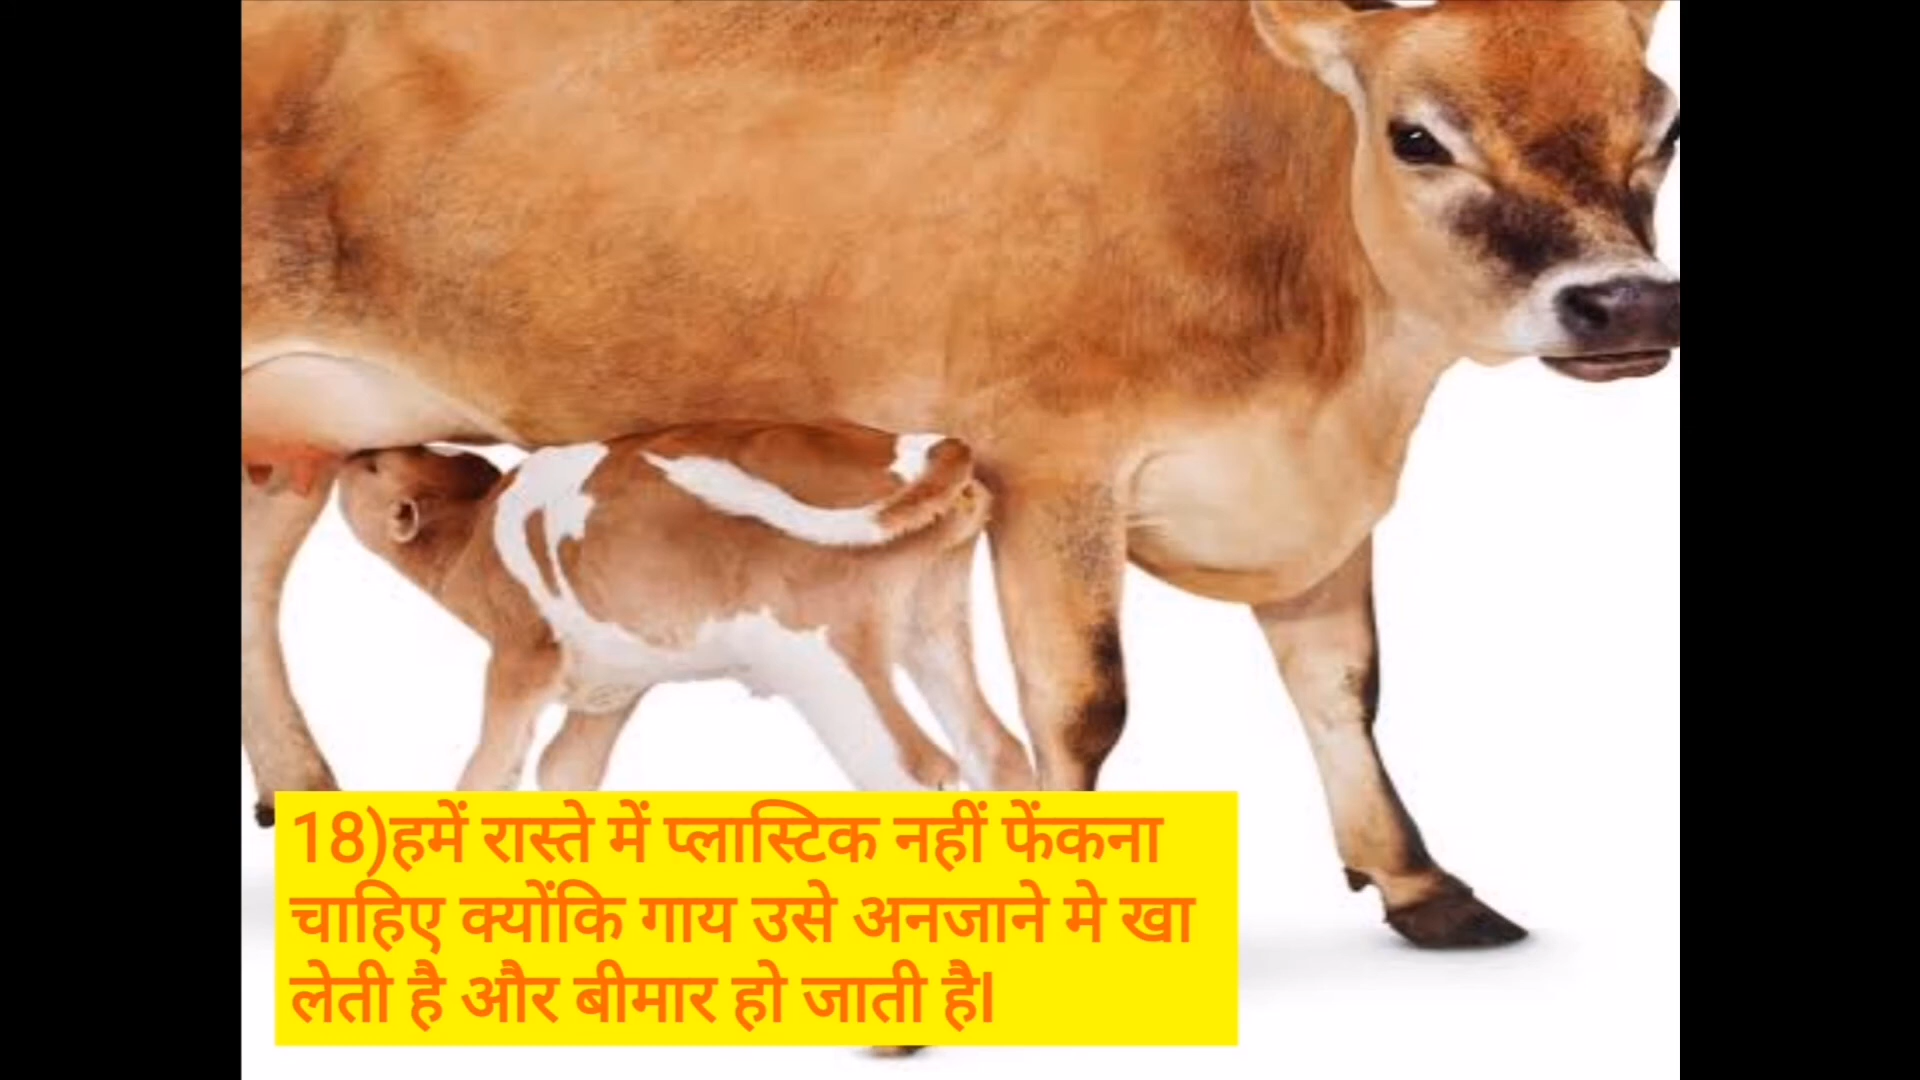 18)हमें रास्ते में प्लास्टिक नहीं फेंकना
चाहिए क्योंकि गाय उसे अनजाने मे खा
लेती है और बीमार हो जाती है।